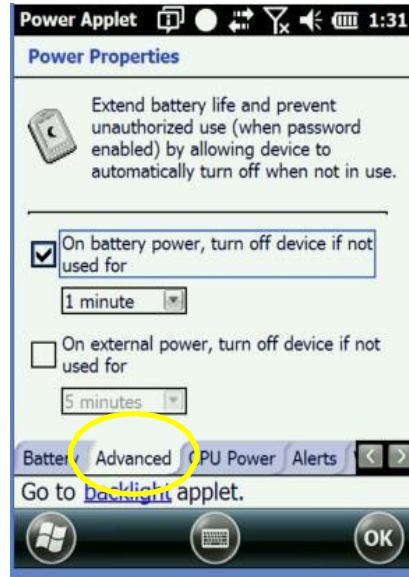 Power Applet 1:31
Power Properties
Extend battery life and prevent
unauthorized use (when password
enabled) by allowing device to
automatically turn off when not in use.
On battery power, turn off device if not
used for
1 minute
On external power, turn off device if not
used for
5 minutes
Battery Advanced CPU Power Alerts
Go to backlight applet.
OK